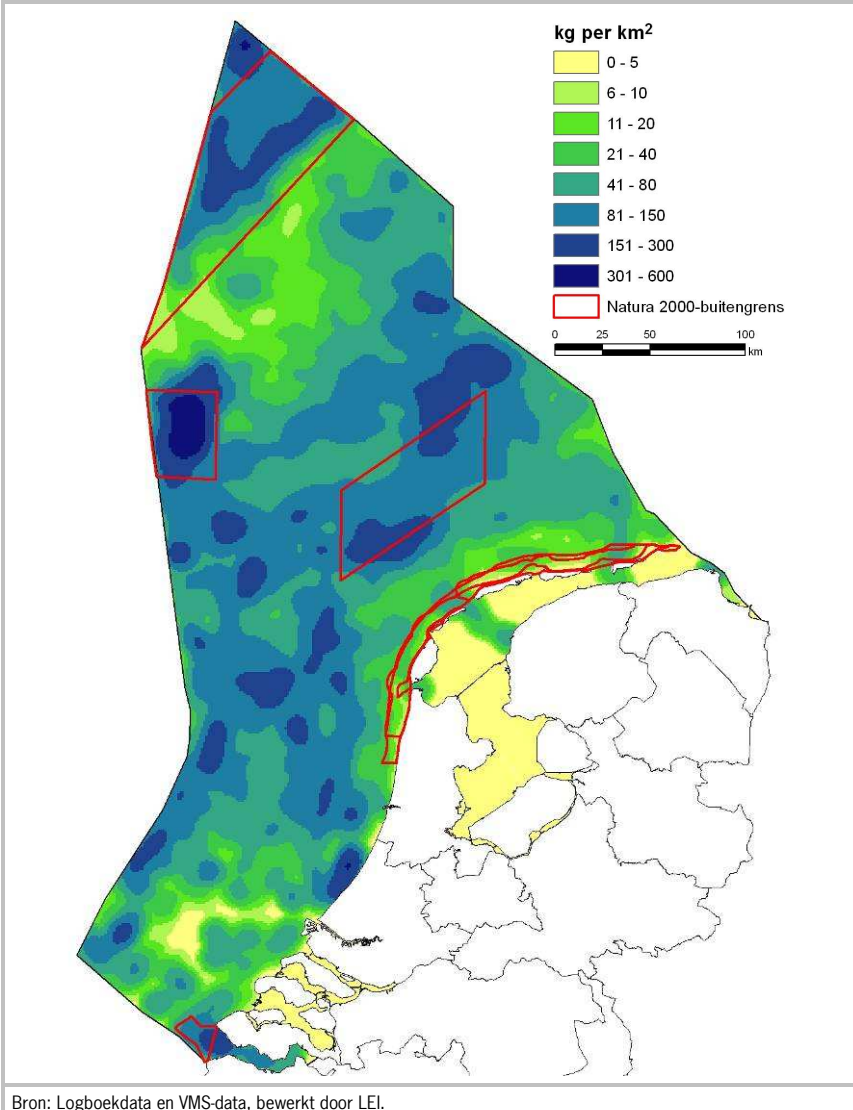 kg per km²
0 - 5
6 - 10
11 - 20
21 - 40
41 - 80
81 - 150
151 - 300
301 - 600
Natura 2000-buitengrens
0 25 50 100
km
Bron: Logboekdata en VMS-data, bewerkt door LEI.